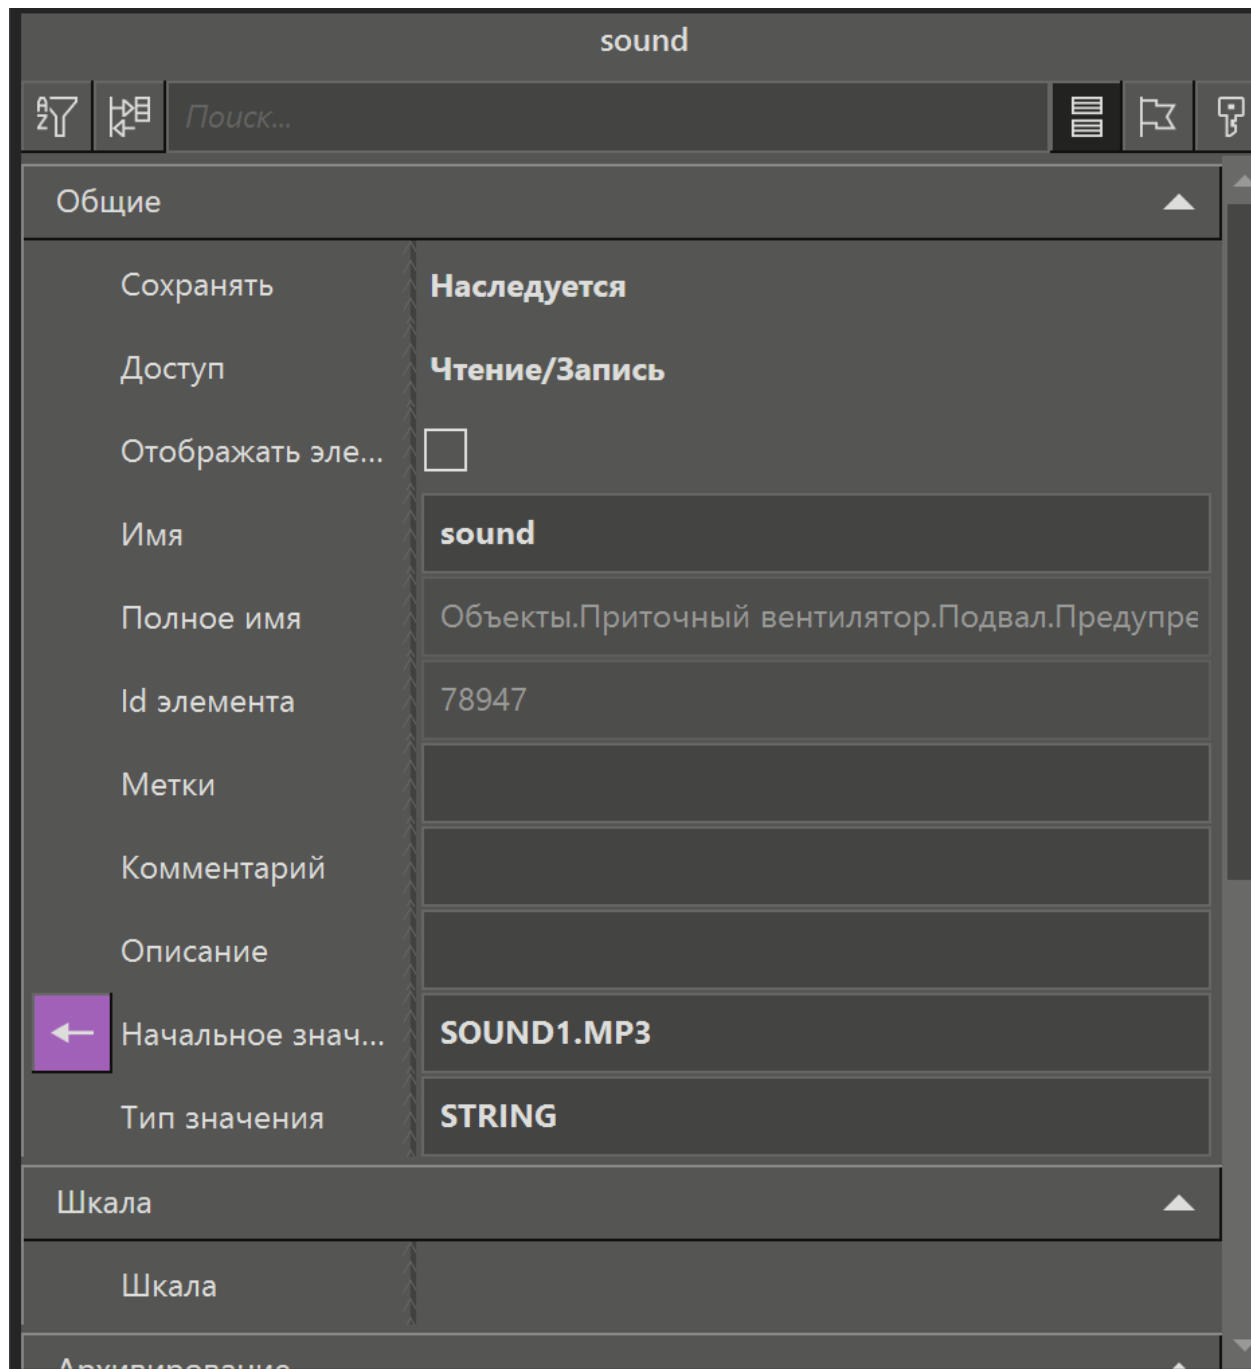 sound
Поиск...
Общие
Сохранять Наследуется
Доступ Чтение/Запись
Отображать эле...
Имя sound
Полное имя Объекты.Приточный вентилятор.Подвал.Предупре
Id элемента 78947
Метки
Комментарий
Описание
Начальное знач... SOUND1.MP3
Тип значения STRING
Шкала
Шкала
Архивирование